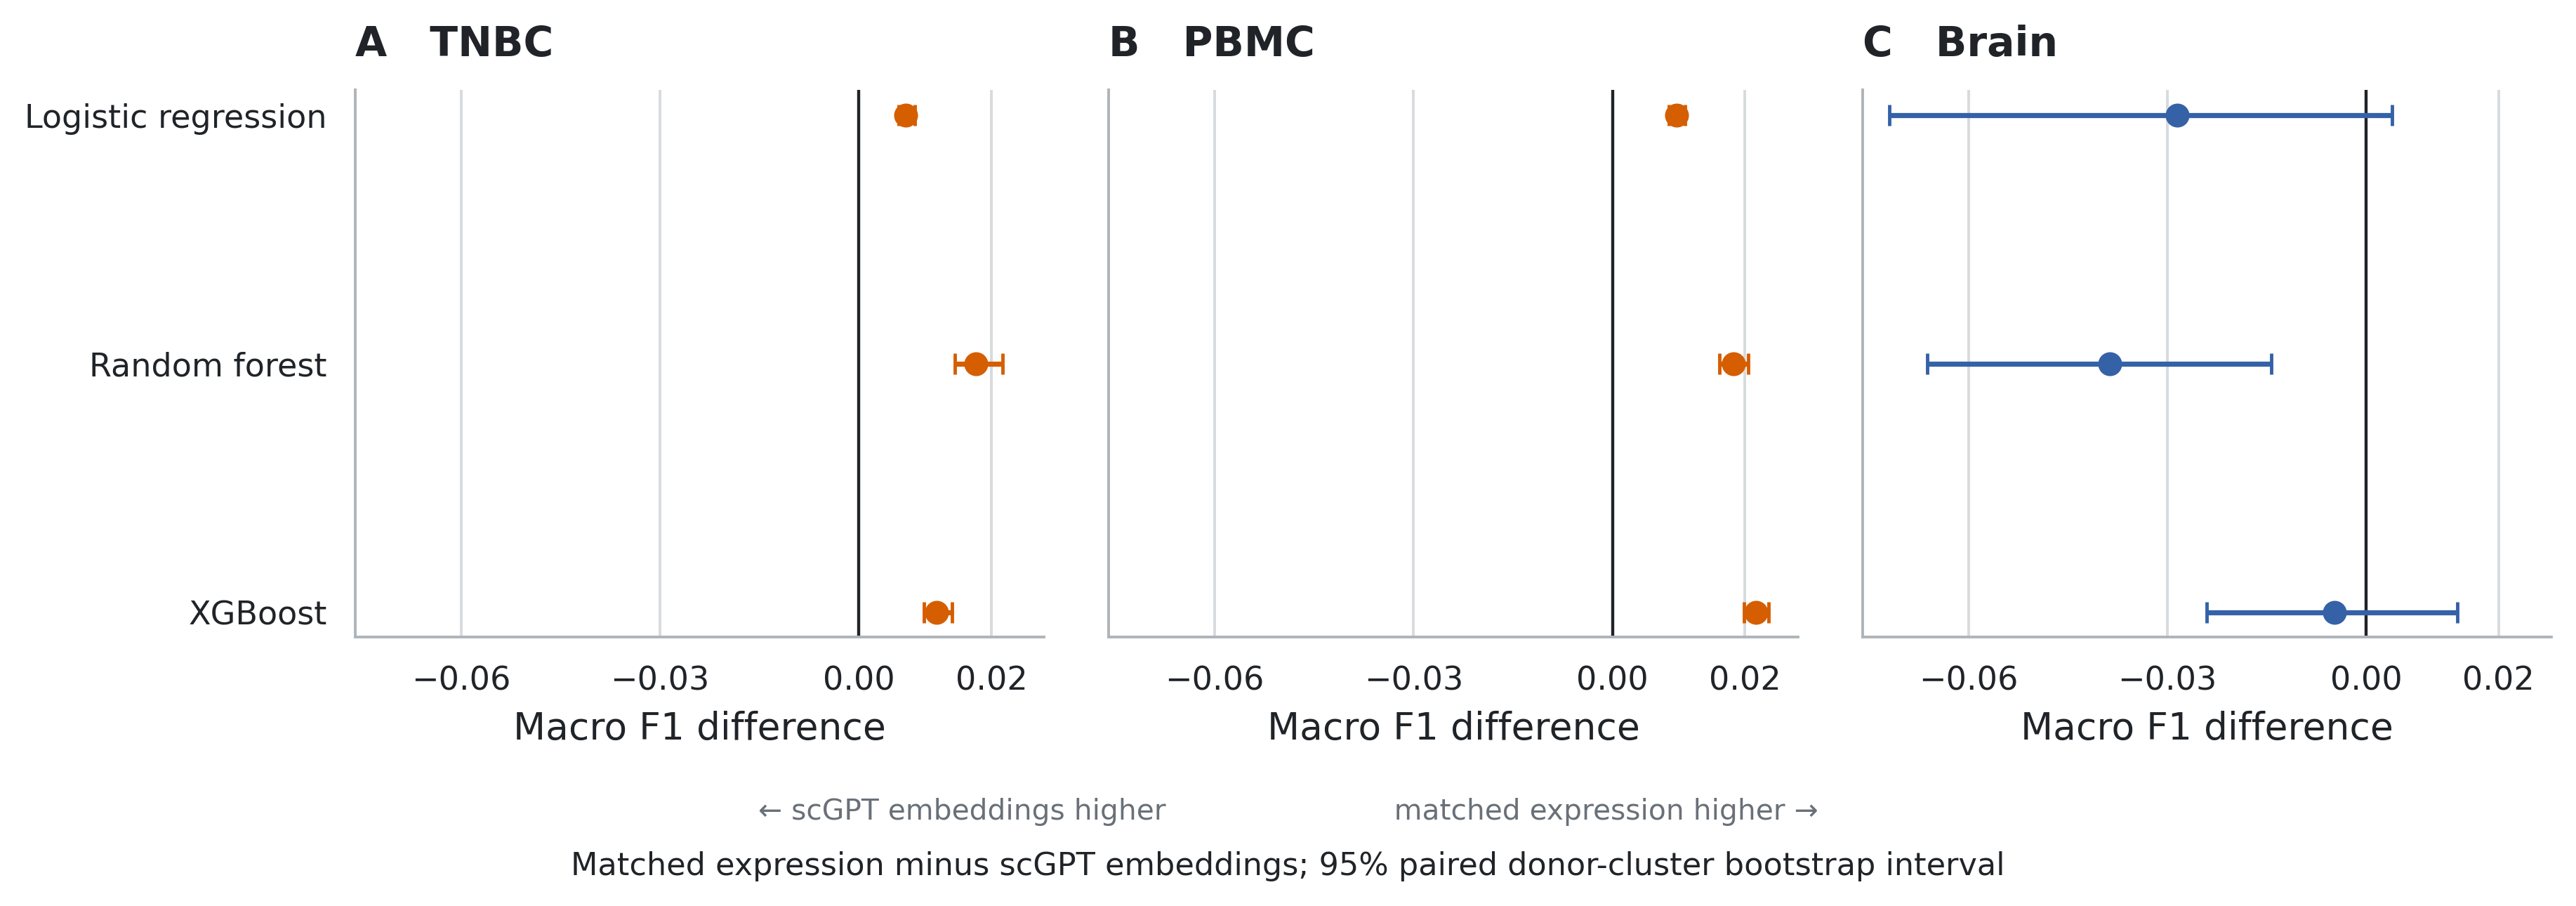 A TNBC
B PBMC
C Brain
Logistic regression
Random forest
XGBoost
−0.06 −0.03 0.00 0.02
−0.06 −0.03 0.00 0.02
−0.06 −0.03 0.00 0.02
Macro F1 difference
Macro F1 difference
Macro F1 difference
← scGPT embeddings higher
matched expression higher →
Matched expression minus scGPT embeddings; 95% paired donor-cluster bootstrap interval